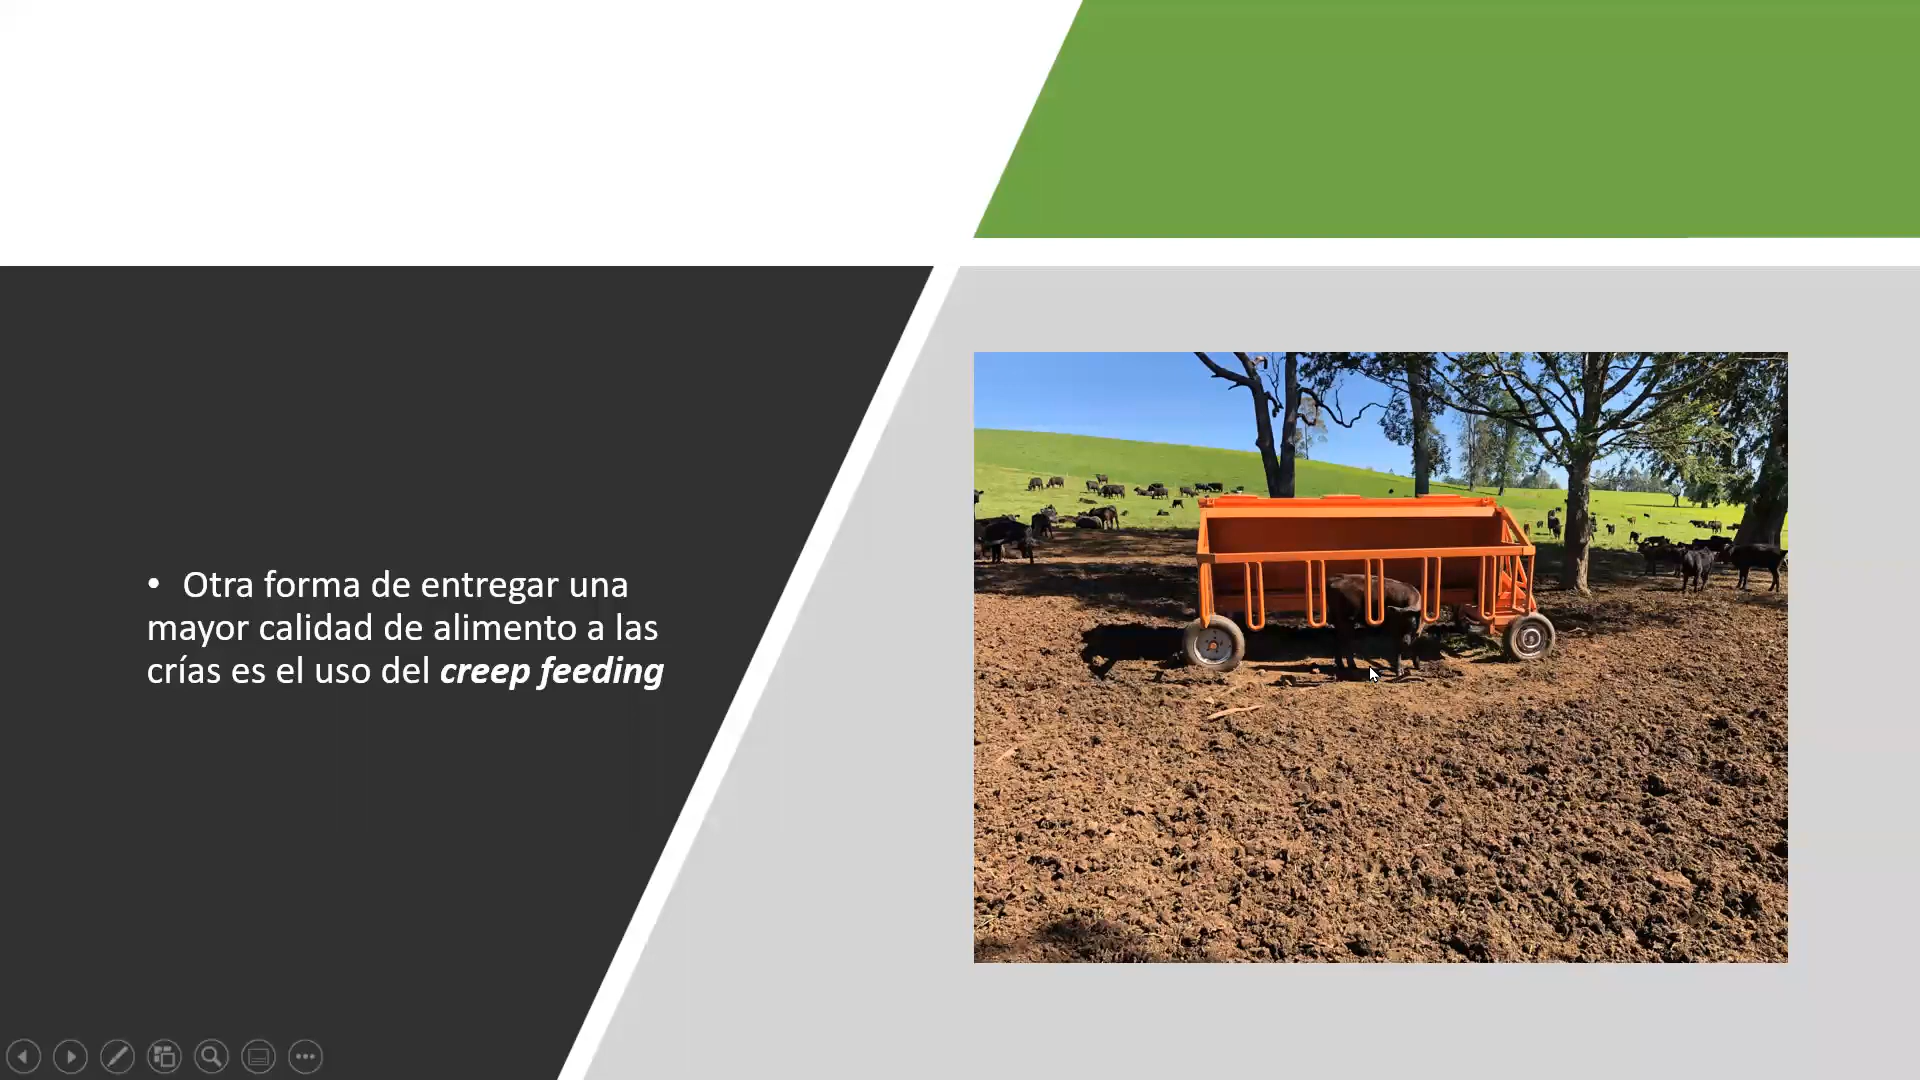 • Otra forma de entregar una
mayor calidad de alimento a las
crías es el uso del creep feeding